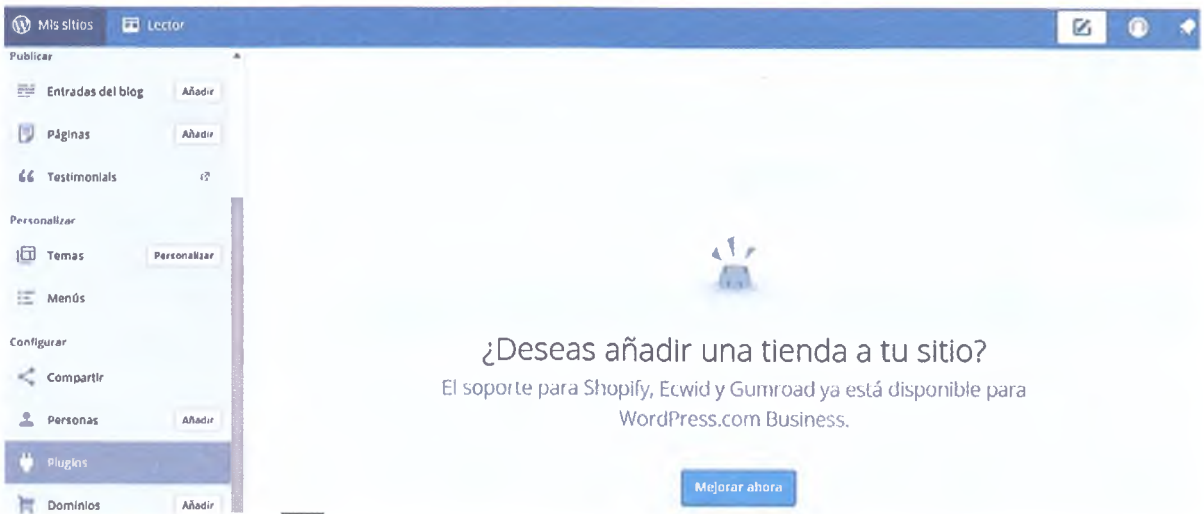 Mis sitios
Lector
Publicar
Entradas del blog Añadir
Páginas Añadir
Testimonials
Personalizar
Temas Personalizar
Menús
Configurar
Compartir
Personas Añadir
Plugins
Dominios Añadir
¿Deseas añadir una tienda a tu sitio?
El soporte para Shopify, Ecwid y Gumroad ya está disponible para
WordPress.com Business.
Mejorar ahora